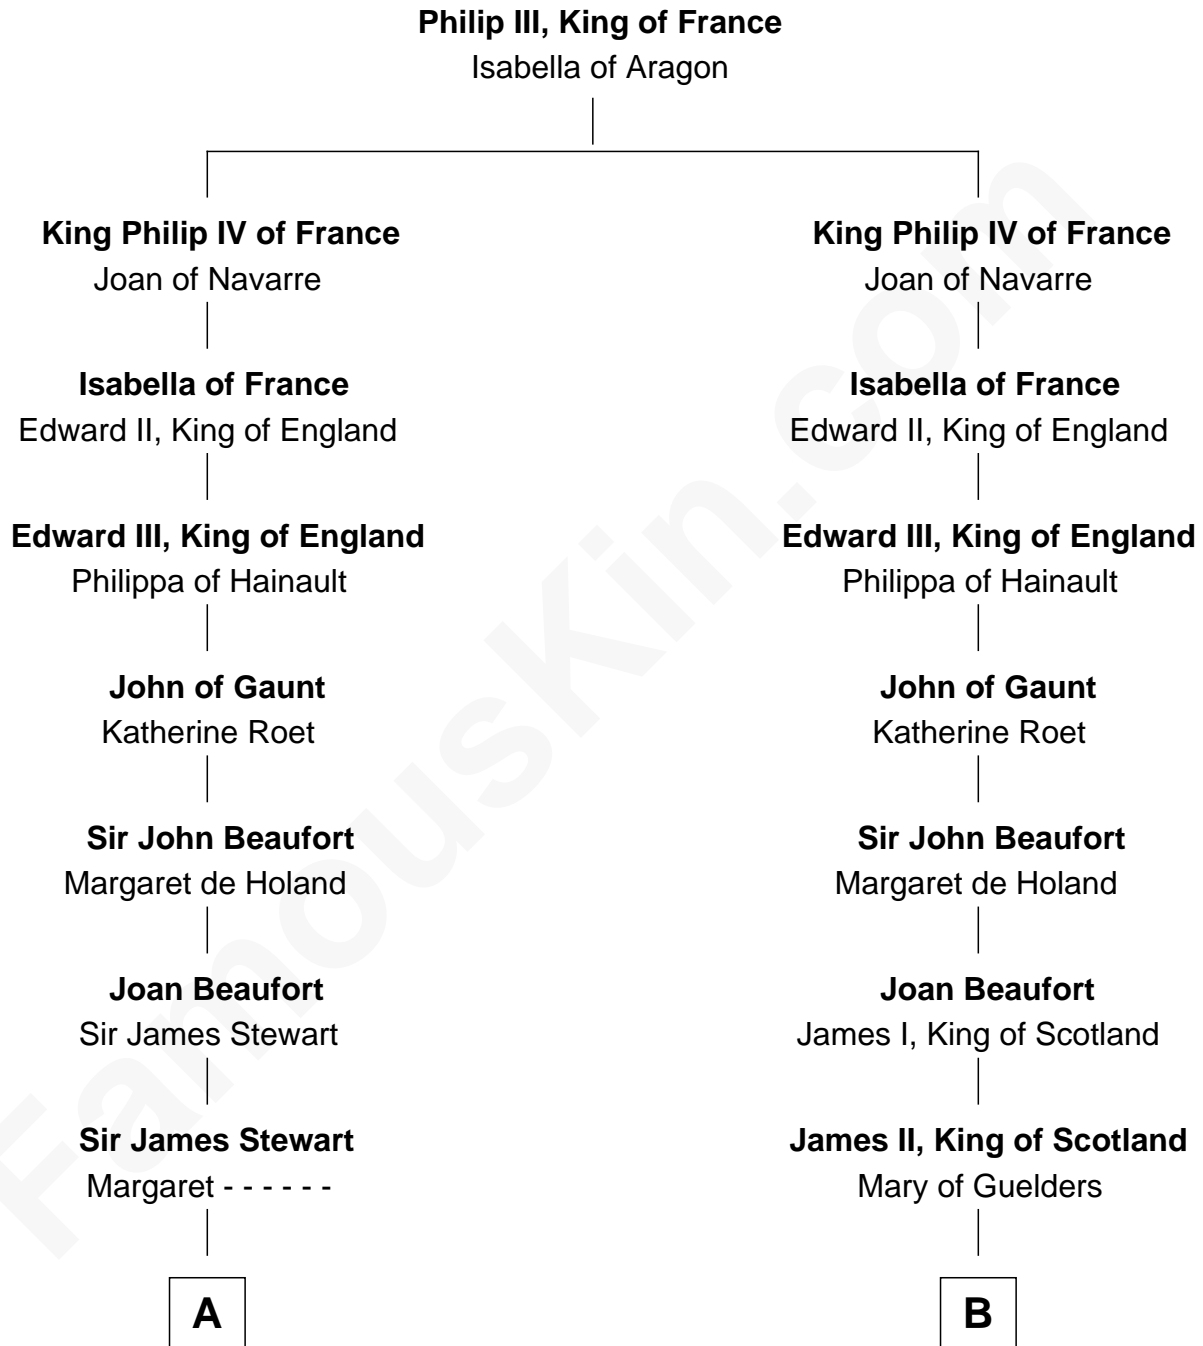 Philip III, King of France
Isabella of Aragon
King Philip IV of France
Joan of Navarre
King Philip IV of France
Joan of Navarre
Isabella of France
Edward II, King of England
Isabella of France
Edward II, King of England
Edward III, King of England
Philippa of Hainault
Edward III, King of England
Philippa of Hainault
John of Gaunt
Katherine Roet
John of Gaunt
Katherine Roet
Sir John Beaufort
Margaret de Holand
Sir John Beaufort
Margaret de Holand
Joan Beaufort
Sir James Stewart
Joan Beaufort
James I, King of Scotland
Sir James Stewart
Margaret - - - - - -
James II, King of Scotland
Mary of Guelders
A
B
FamousKin.com